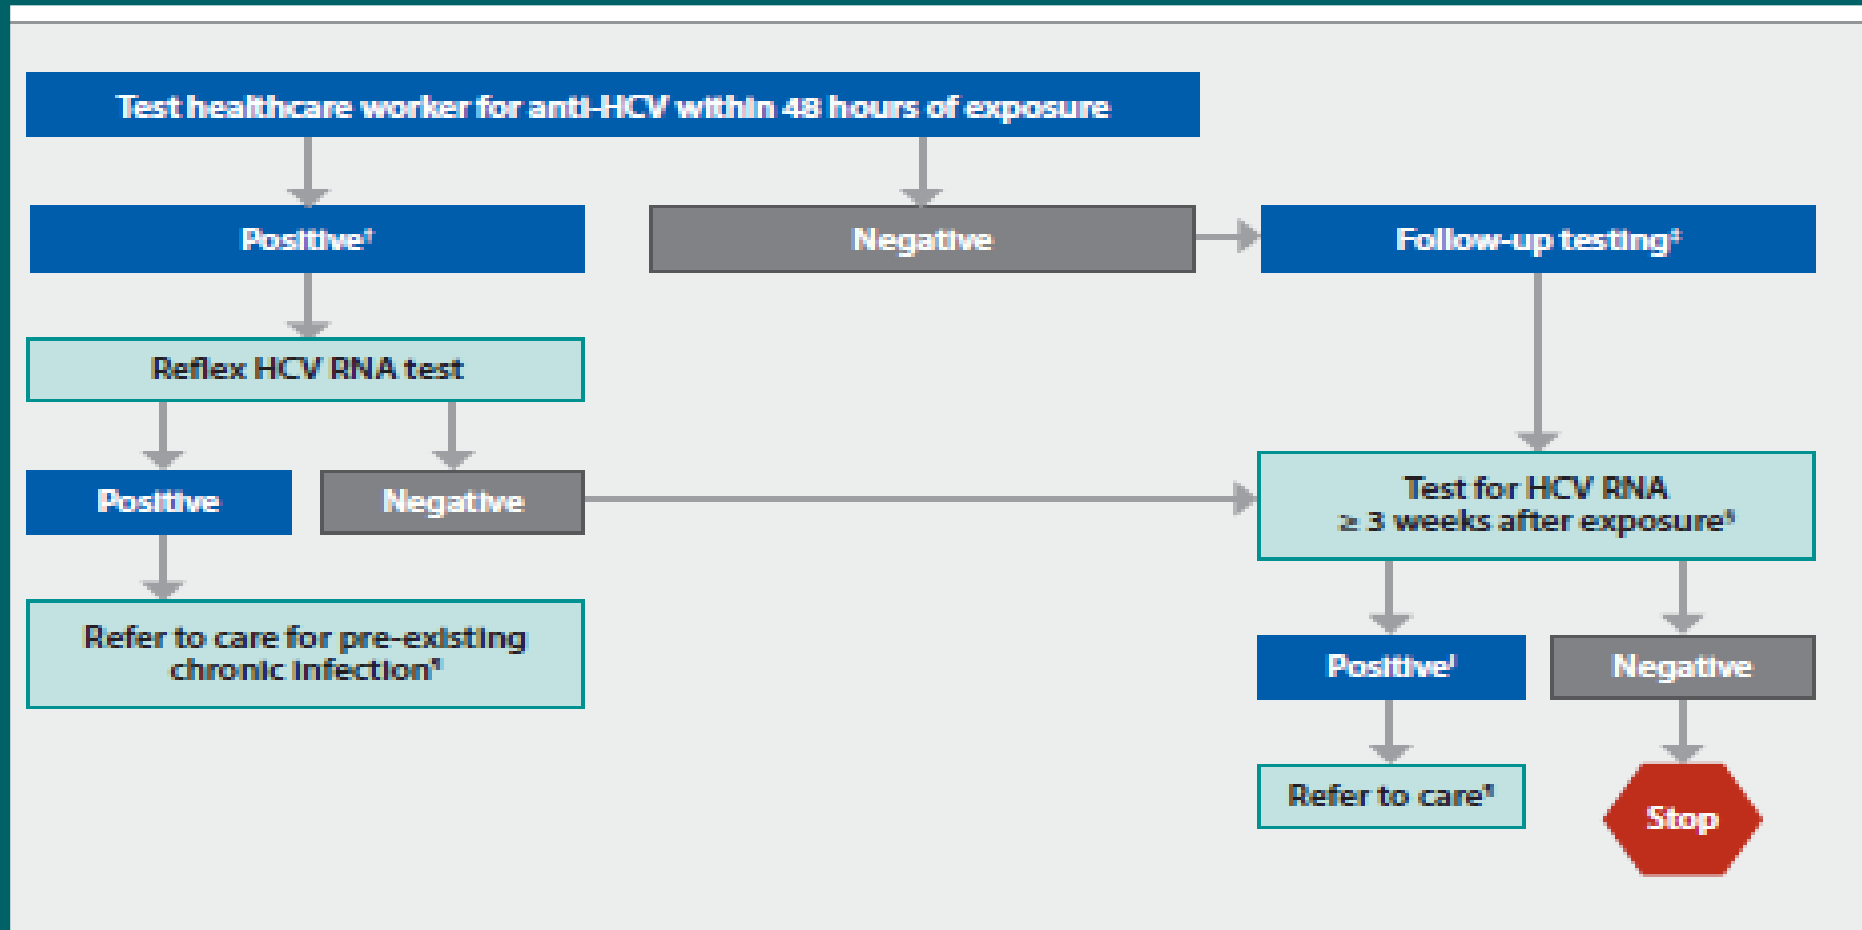 Test healthcare worker for anti-HCV within 48 hours of exposure
Positive†
Negative
Follow-up testing‡
Reflex HCV RNA test
Positive
Negative
Test for HCV RNA
≥ 3 weeks after exposure
Refer to care for pre-existing
chronic infection¶
Positive
Negative
Refer to care¶
Stop